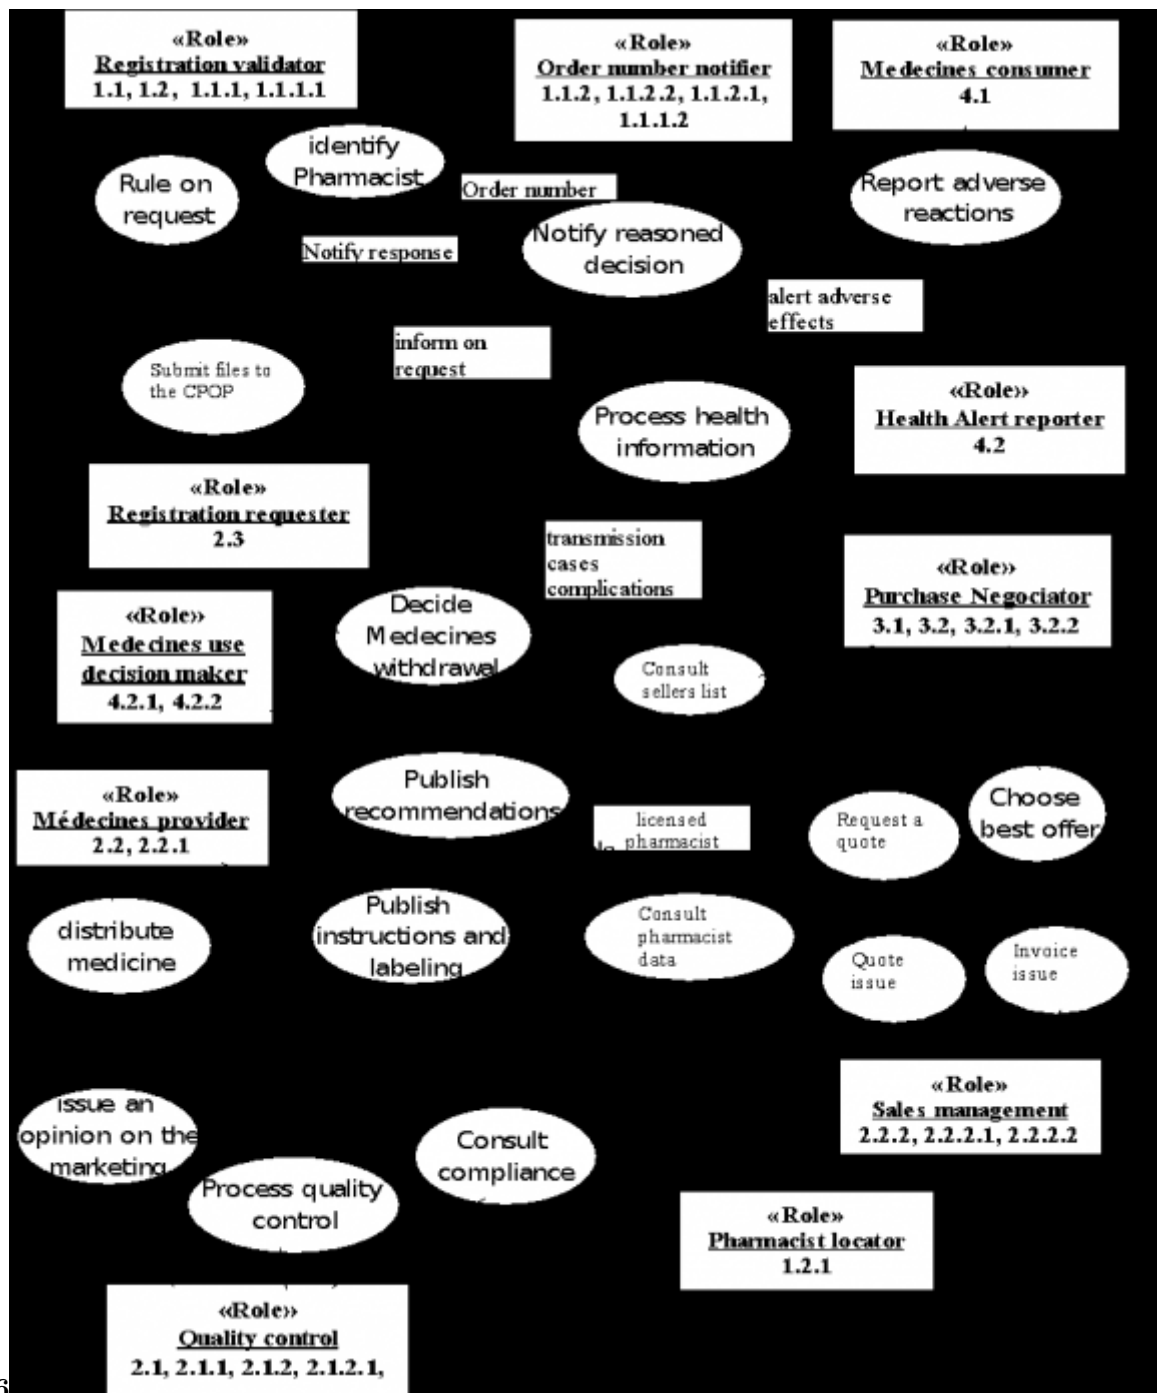 «Role»
Registration validator
1.1, 1.2, 1.1.1, 1.1.1.1
«Role»
Order number notifier
1.1.2, 1.1.2.2, 1.1.2.1,
1.1.1.2
«Role»
Medecines consumer
4.1
identify
Pharmacist
Rule on
request
Order number
Report adverse
reactions
Notify response
Notify reasoned
decision
alert adverse
effects
inform on
request
Submit files to
the CPOP
Process health
information
«Role»
Health Alert reporter
4.2
«Role»
Registration requester
2.3
transmission
cases
complications
«Role»
Purchase Negociator
3.1, 3.2, 3.2.1, 3.2.2
«Role»
Medecines use
decision maker
4.2.1, 4.2.2
Decide
Medecines
withdrawal
Consult
sellers list
«Role»
Médecines provider
2.2, 2.2.1
Publish
recommendations
licensed
pharmacist
Request a
quote
Choose
best offer
distribute
medicine
Publish
instructions and
labeling
Consult
pharmacist
data
Quote
issue
Invoice
issue
«Role»
Sales management
2.2.2, 2.2.2.1, 2.2.2.2
issue an
opinion on the
marketing
Process quality
control
Consult
compliance
«Role»
Pharmacist locator
1.2.1
«Role»
Quality control
2.1, 2.1.1, 2.1.2, 2.1.2.1,
6